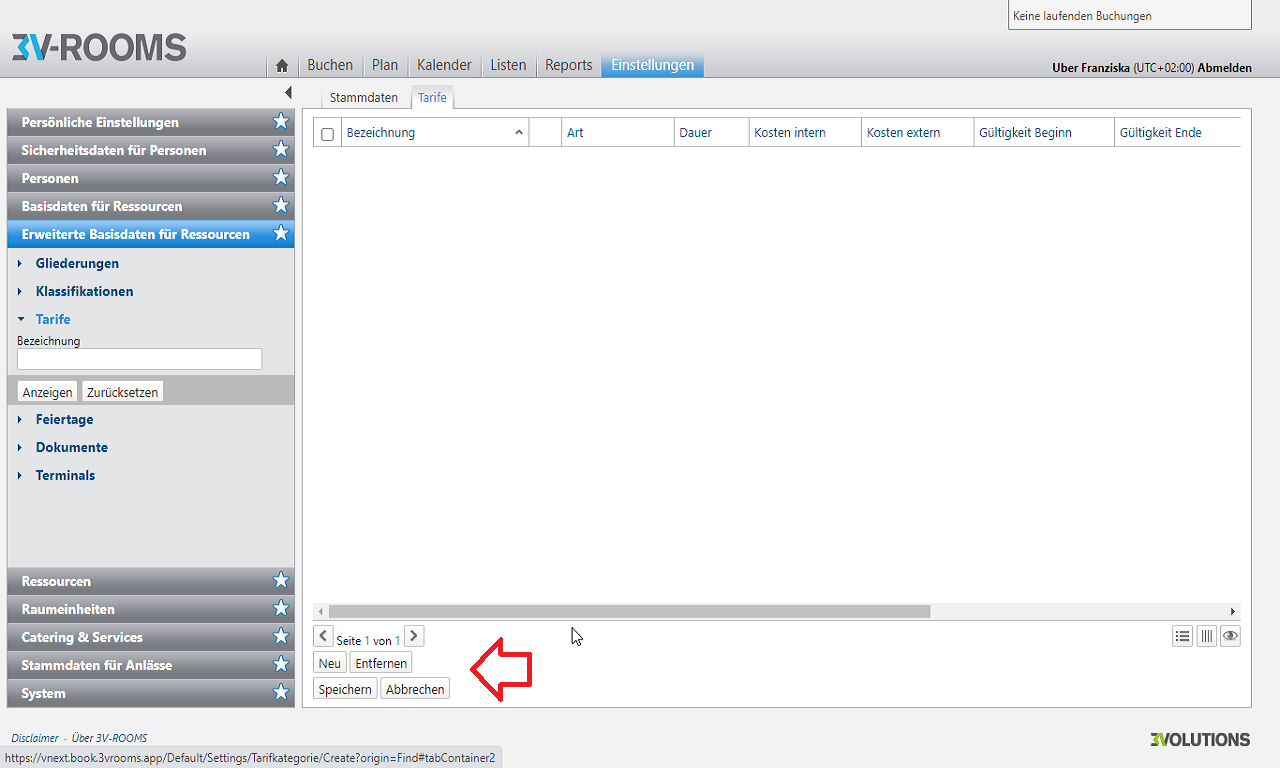 Keine laufenden Buchungen
3V-ROOMS
Buchen Plan Kalender Listen Reports Einstellungen
Uber Franziska (UTC+02:00) Abmelden
Stammdaten Tarife
Persönliche Einstellungen
Sicherheitsdaten für Personen
Personen
Basisdaten für Ressourcen
Erweiterte Basisdaten für Ressourcen
Gliederungen
Klassifikationen
Tarife
Bezeichnung
Anzeigen Zurücksetzen
Feiertage
Dokumente
Terminals
Ressourcen
Raumeinheiten
Catering & Services
Stammdaten für Anlässe
System
Bezeichnung Art Dauer Kosten intern Kosten extern Gültigkeit Beginn Gültigkeit Ende
Seite 1 von 1
Neu Entfernen
Speichern Abbrechen
Disclaimer - Über 3V-ROOMS
3VOLUTIONS
https://vnext.book.3vrooms.app/Default/Settings/Tarifkategorie/Create?origin=Find#tabContainer2